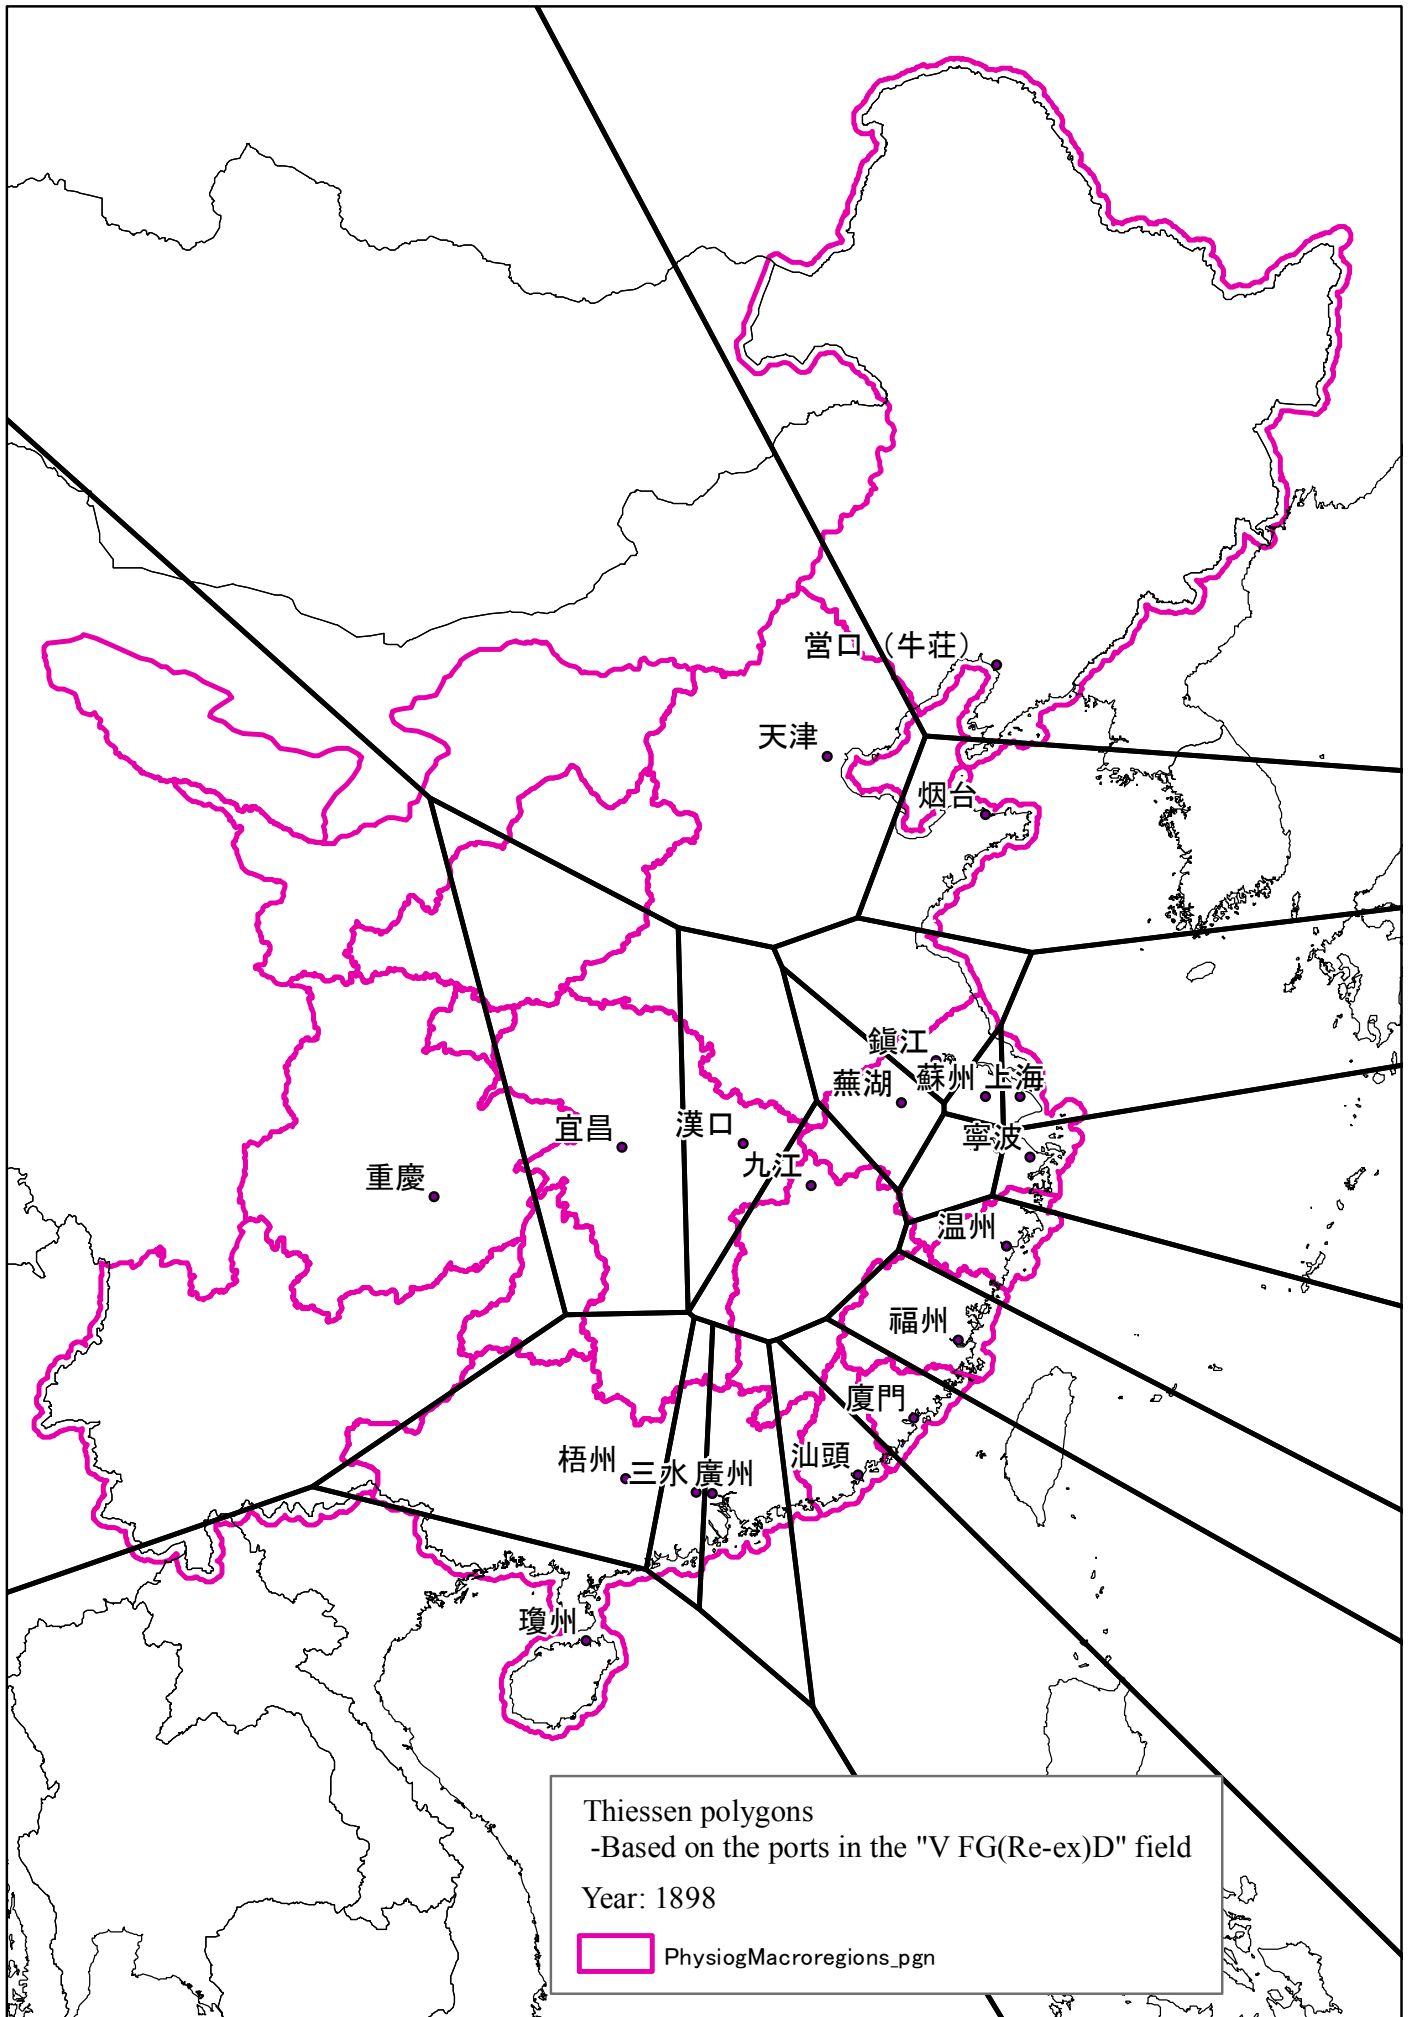 営口（牛荘）
天津
烟台
鎮江
蕪湖
蘇州
上海
宜昌
漢口
寧波
九江
重慶
温州
福州
廈門
梧州
三水
廣州
汕頭
瓊州
Thiessen polygons
-Based on the ports in the "V FG(Re-ex)D" field
Year: 1898
PhysiogMacroregions_pgn